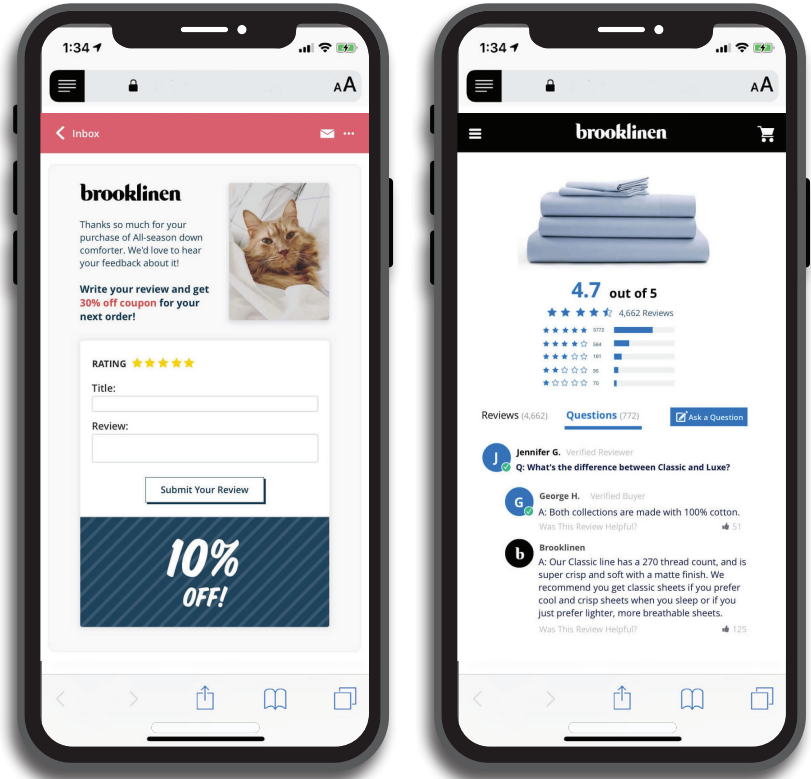 1:34
AA
Inbox
brooklinen
Thanks so much for your
purchase of All-season down
comforter. We'd love to hear
your feedback about it!
Write your review and get
30% off coupon for your
next order!
RATING
Title:
Review:
Submit Your Review
10%
OFF!
1:34
AA
brooklinen
4.7 out of 5
4,662 Reviews
3772
584
181
55
70
Reviews (4,662) Questions (772) Ask a Question
J Jennifer G. Verified Reviewer
Q: What's the difference between Classic and Luxe?
G George H. Verified Buyer
A: Both collections are made with 100% cotton.
Was This Review Helpful? 51
b Brooklinen
A: Our Classic line has a 270 thread count, and is
super crisp and soft with a matte finish. We
recommend you get classic sheets if you prefer
cool and crisp sheets when you sleep or if you
just prefer lighter, more breathable sheets.
Was This Review Helpful? 125